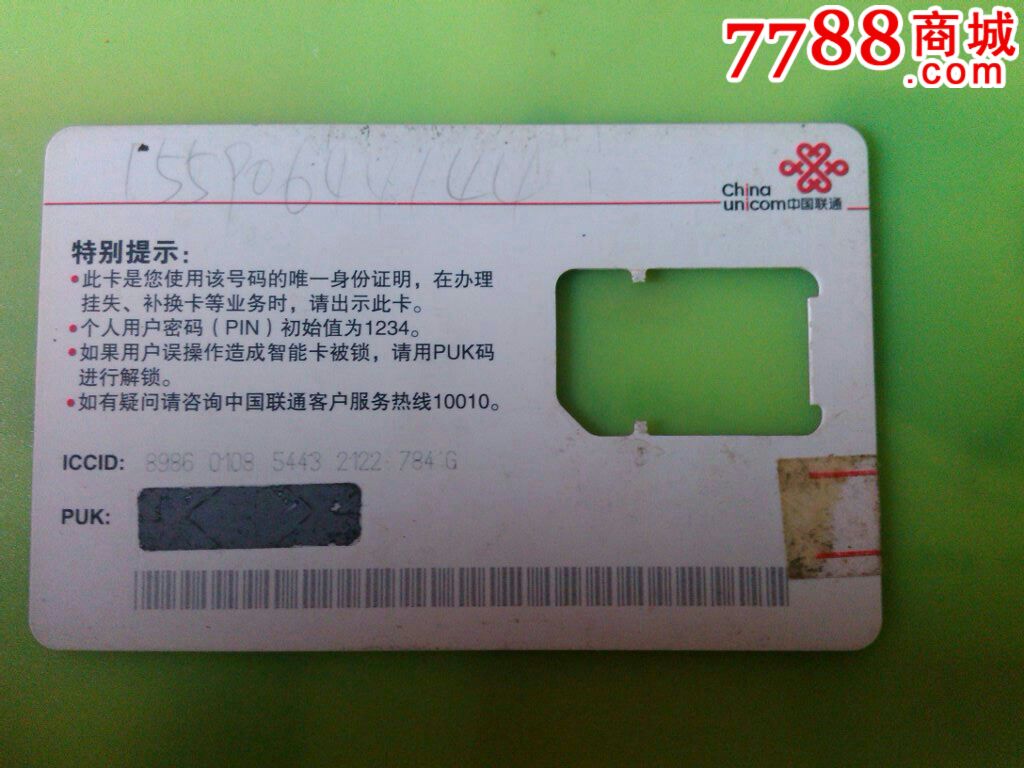 7788商城
.com
15590644144
China
unicom中国联通
特别提示：
•此卡是您使用该号码的唯一身份证明，在办理
挂失、补换卡等业务时，请出示此卡。
•个人用户密码（PIN）初始值为1234。
•如果用户误操作造成智能卡被锁，请用PUK码
进行解锁。
•如有疑问请咨询中国联通客户服务热线10010。
ICCID: 8986 0108 5443 2122 784 G
PUK: